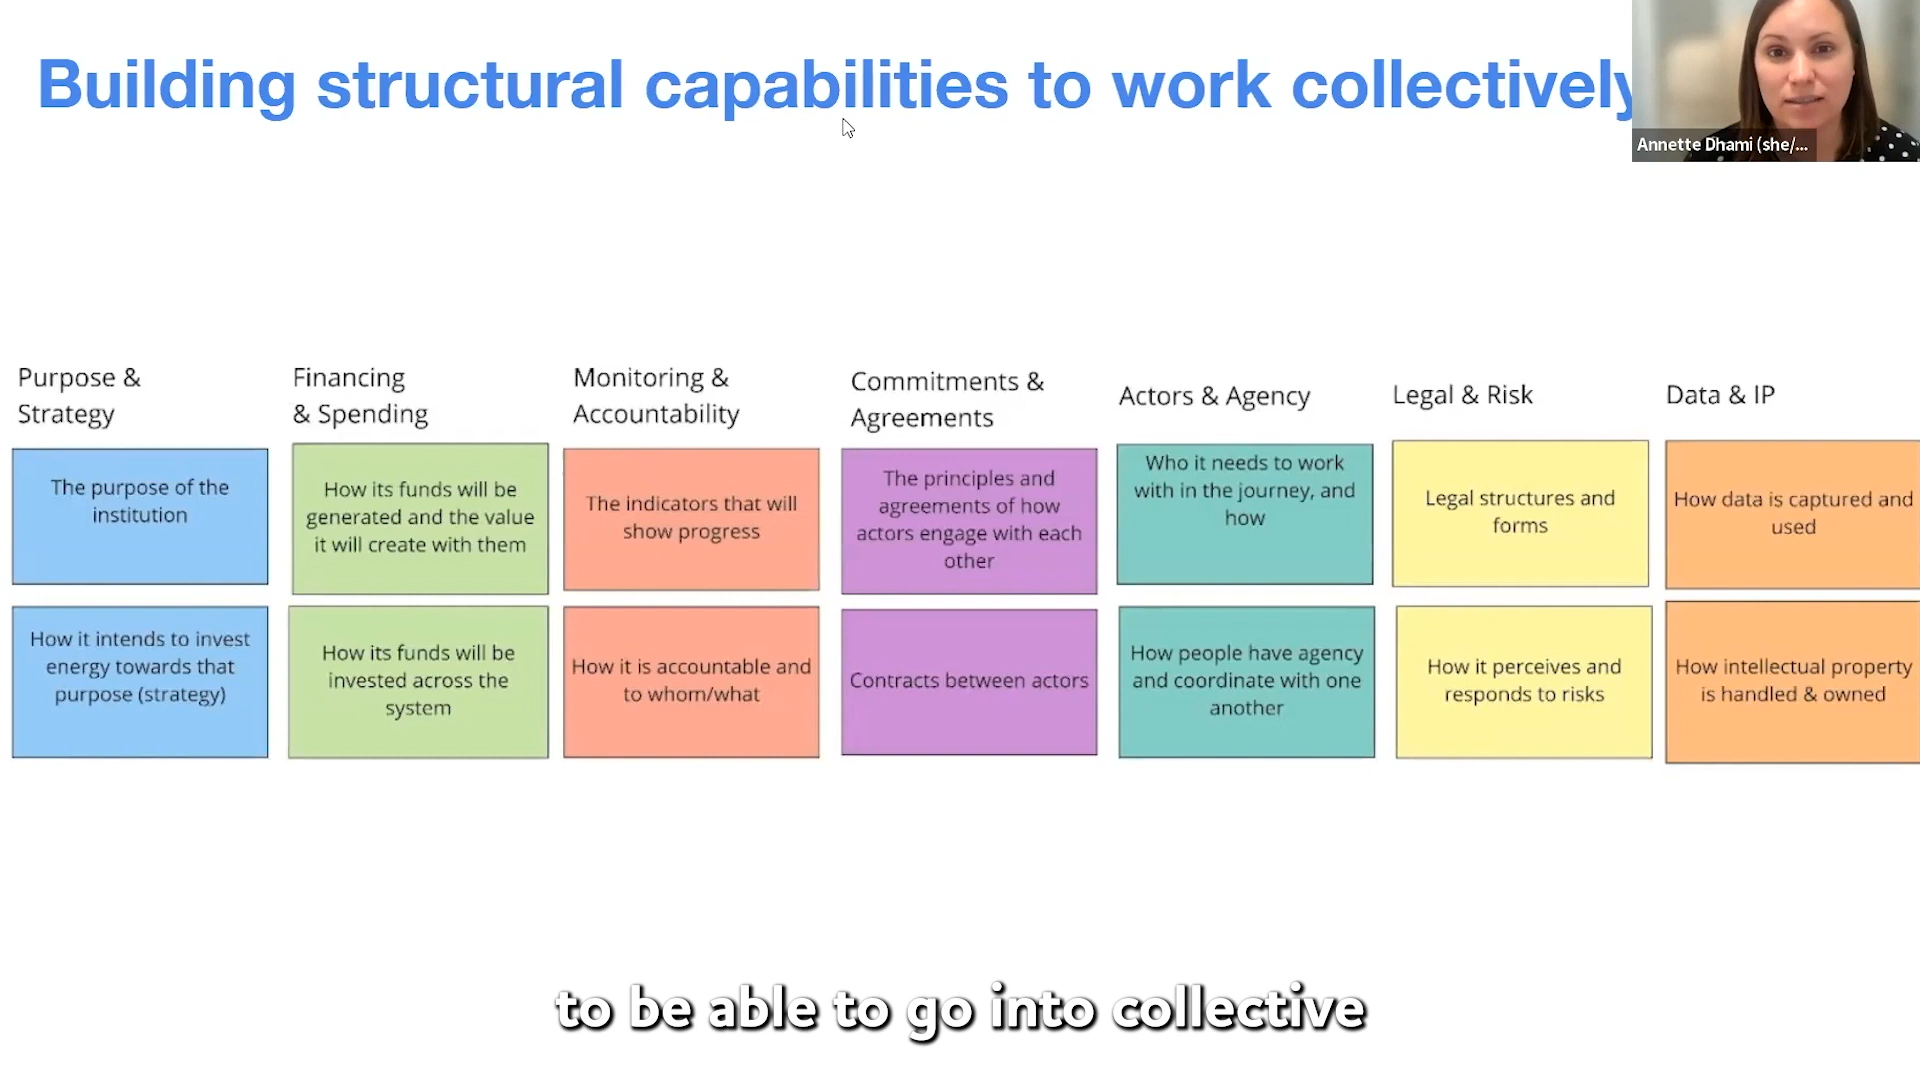 Building structural capabilities to work collectively
Annette Dhami (she/...
Purpose &
Strategy
The purpose of the
institution
How it intends to invest
energy towards that
purpose (strategy)
Financing
& Spending
How its funds will be
generated and the value
it will create with them
How its funds will be
invested across the
system
Monitoring &
Accountability
The indicators that will
show progress
How it is accountable and
to whom/what
Commitments &
Agreements
The principles and
agreements of how
actors engage with each
other
Contracts between actors
Actors & Agency
Who it needs to work
with in the journey, and
how
How people have agency
and coordinate with one
another
Legal & Risk
Legal structures and
forms
How it perceives and
responds to risks
Data & IP
How data is captured and
used
How intellectual property
is handled & owned
to be able to go into collective